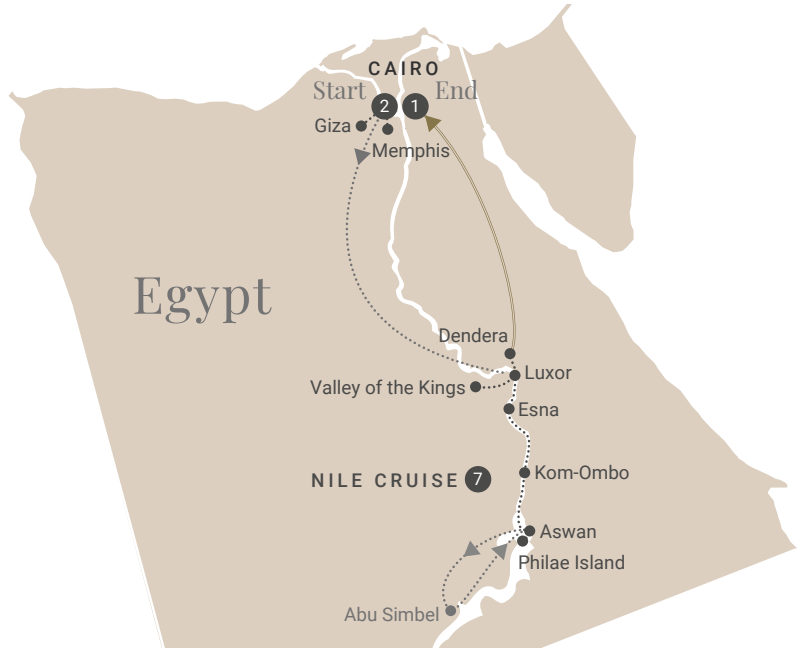 CAIRO
Start
End
2
1
Giza
Memphis
Egypt
Dendera
Luxor
Valley of the Kings
Esna
Kom-Ombo
NILE CRUISE 7
Aswan
Philae Island
Abu Simbel